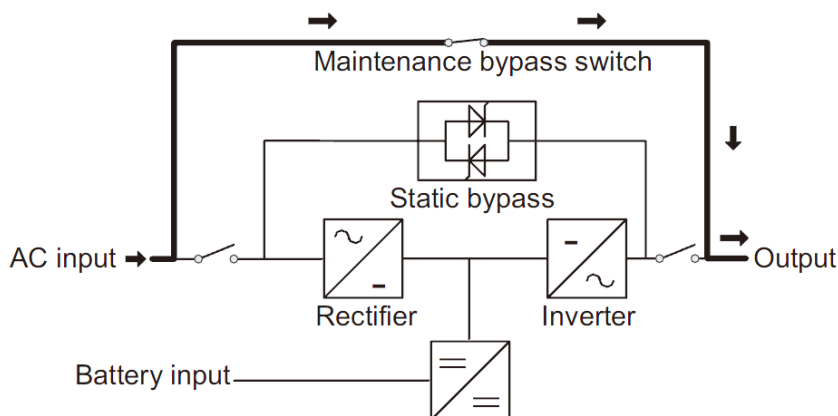 Maintenance bypass switch
Static bypass
AC input
Output
Rectifier
Inverter
Battery input